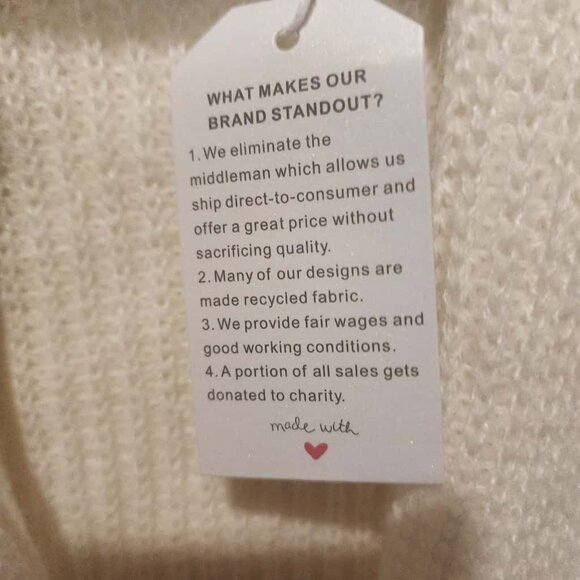 WHAT MAKES OUR
BRAND STANDOUT?
1. We eliminate the
middleman which allows us
ship direct-to-consumer and
offer a great price without
sacrificing quality.
2. Many of our designs are
made recycled fabric.
3. We provide fair wages and
good working conditions.
4. A portion of all sales gets
donated to charity.
made with